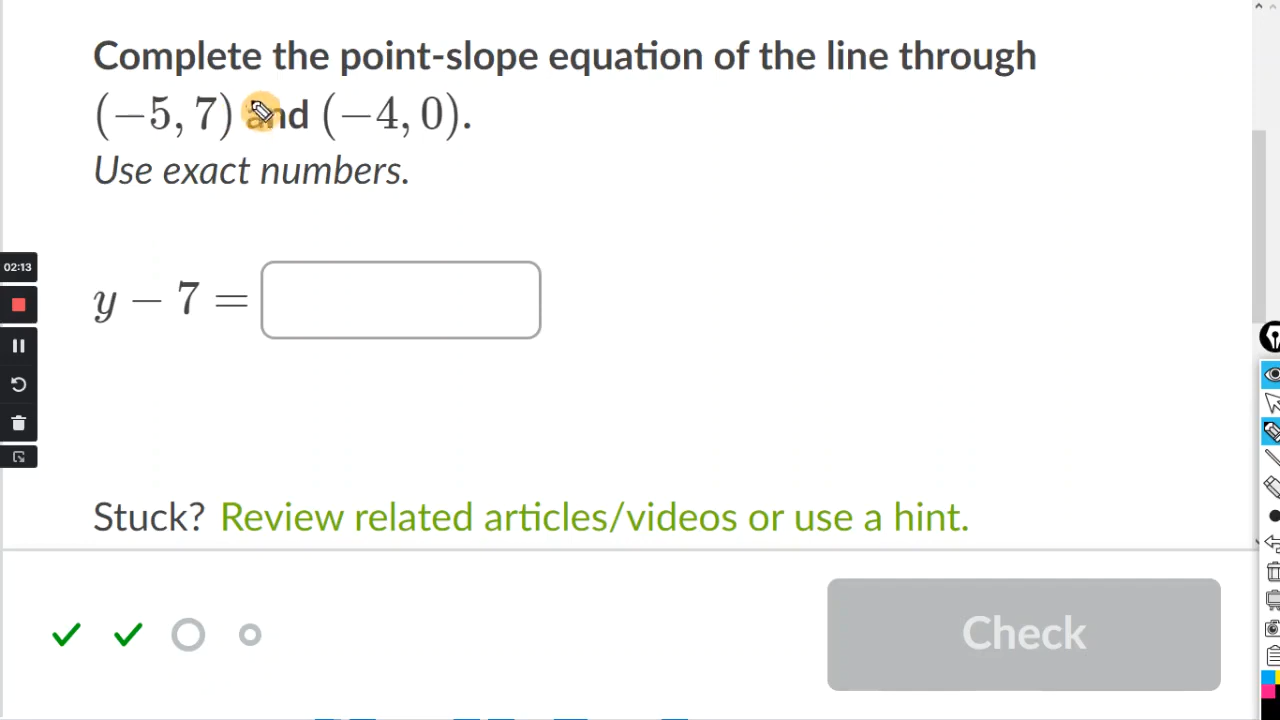 Complete the point-slope equation of the line through
(−5, 7) and (−4, 0).
Use exact numbers.
02:13
y − 7 =
Stuck? Review related articles/videos or use a hint.
Check